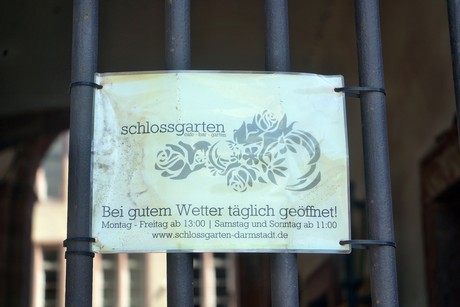 schlossgarten
café · bar · garten
Bei gutem Wetter täglich geöffnet!
Montag - Freitag ab 13:00 | Samstag und Sonntag ab 11:00
www.schlossgarten-darmstadt.de